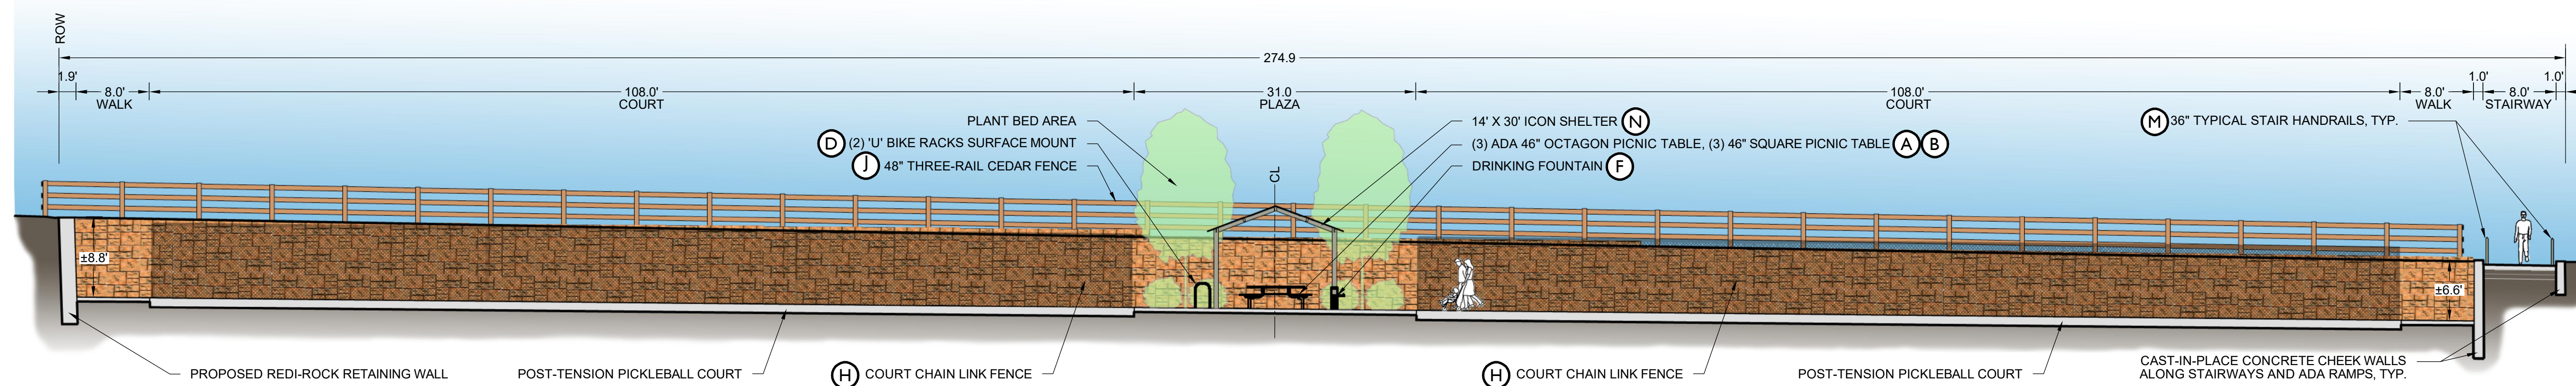 ROW
274.9
1.9'
8.0'
WALK
108.0'
COURT
31.0
PLAZA
108.0'
COURT
8.0'
WALK
1.0'
8.0'
STAIRWAY
1.0'
PLANT BED AREA
D (2) 'U' BIKE RACKS SURFACE MOUNT
J 48" THREE-RAIL CEDAR FENCE
CL
14' X 30' ICON SHELTER N
(3) ADA 46" OCTAGON PICNIC TABLE, (3) 46" SQUARE PICNIC TABLE A B
DRINKING FOUNTAIN F
M 36" TYPICAL STAIR HANDRAILS, TYP.
±8.8'
±6.6'
PROPOSED REDI-ROCK RETAINING WALL
POST-TENSION PICKLEBALL COURT
H COURT CHAIN LINK FENCE
H COURT CHAIN LINK FENCE
POST-TENSION PICKLEBALL COURT
CAST-IN-PLACE CONCRETE CHEEK WALLS
ALONG STAIRWAYS AND ADA RAMPS, TYP.